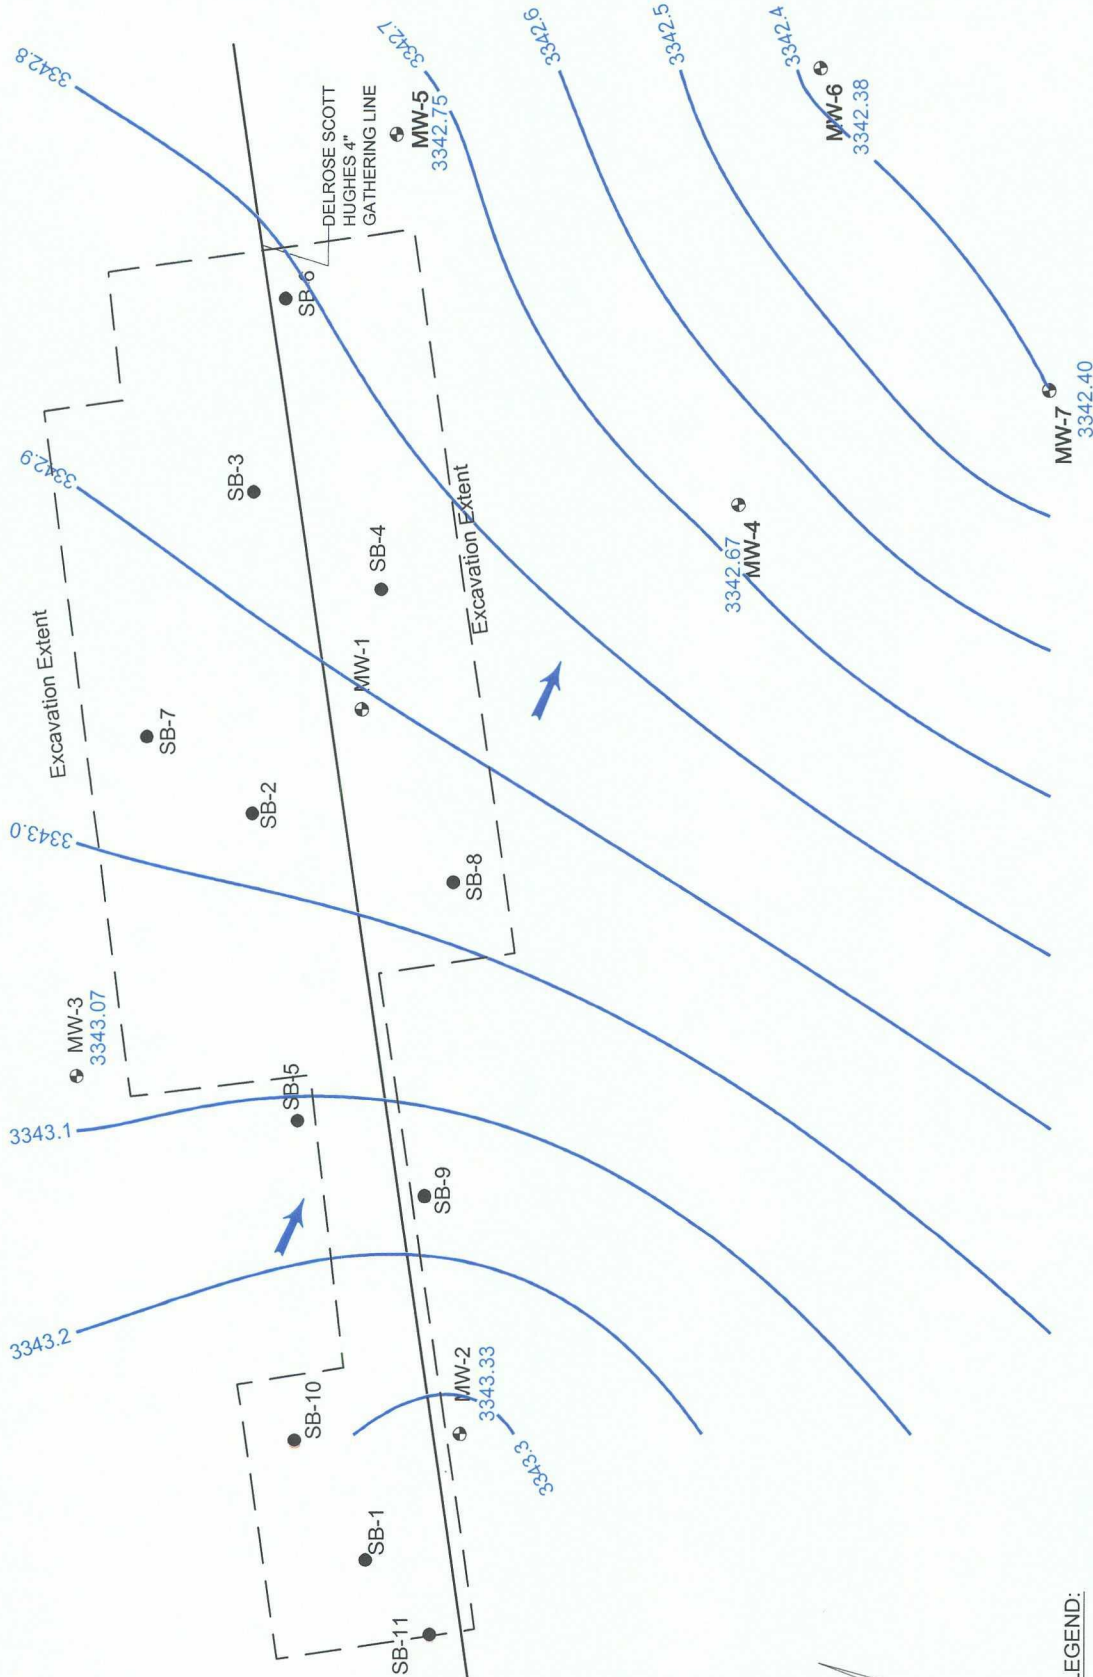 3342.8
3342.7
3342.6
3342.5
3342.4
DELROSE SCOTT
HUGHES 4"
GATHERING LINE
MW-5
3342.75
MW-6
3342.38
SB-6
3342.9
SB-3
Excavation Extent
SB-4
Excavation Extent
MW-7
3342.40
3342.67
MW-4
MW-1
SB-7
SB-2
3343.0
SB-8
MW-3
3343.07
SB-5
3343.1
SB-9
3343.2
MW-2
3343.33
SB-10
3343.3
SB-1
SB-11
LEGEND: